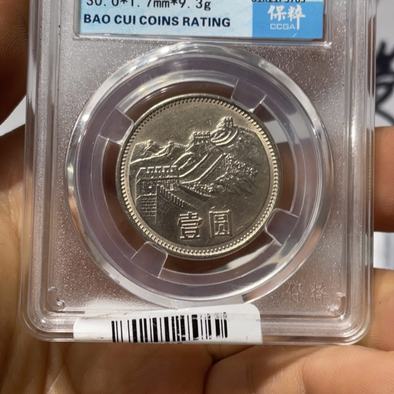 30.0*1.7mm*9.3g
BAO CUI COINS RATING
保粹
CCGA
壹圆